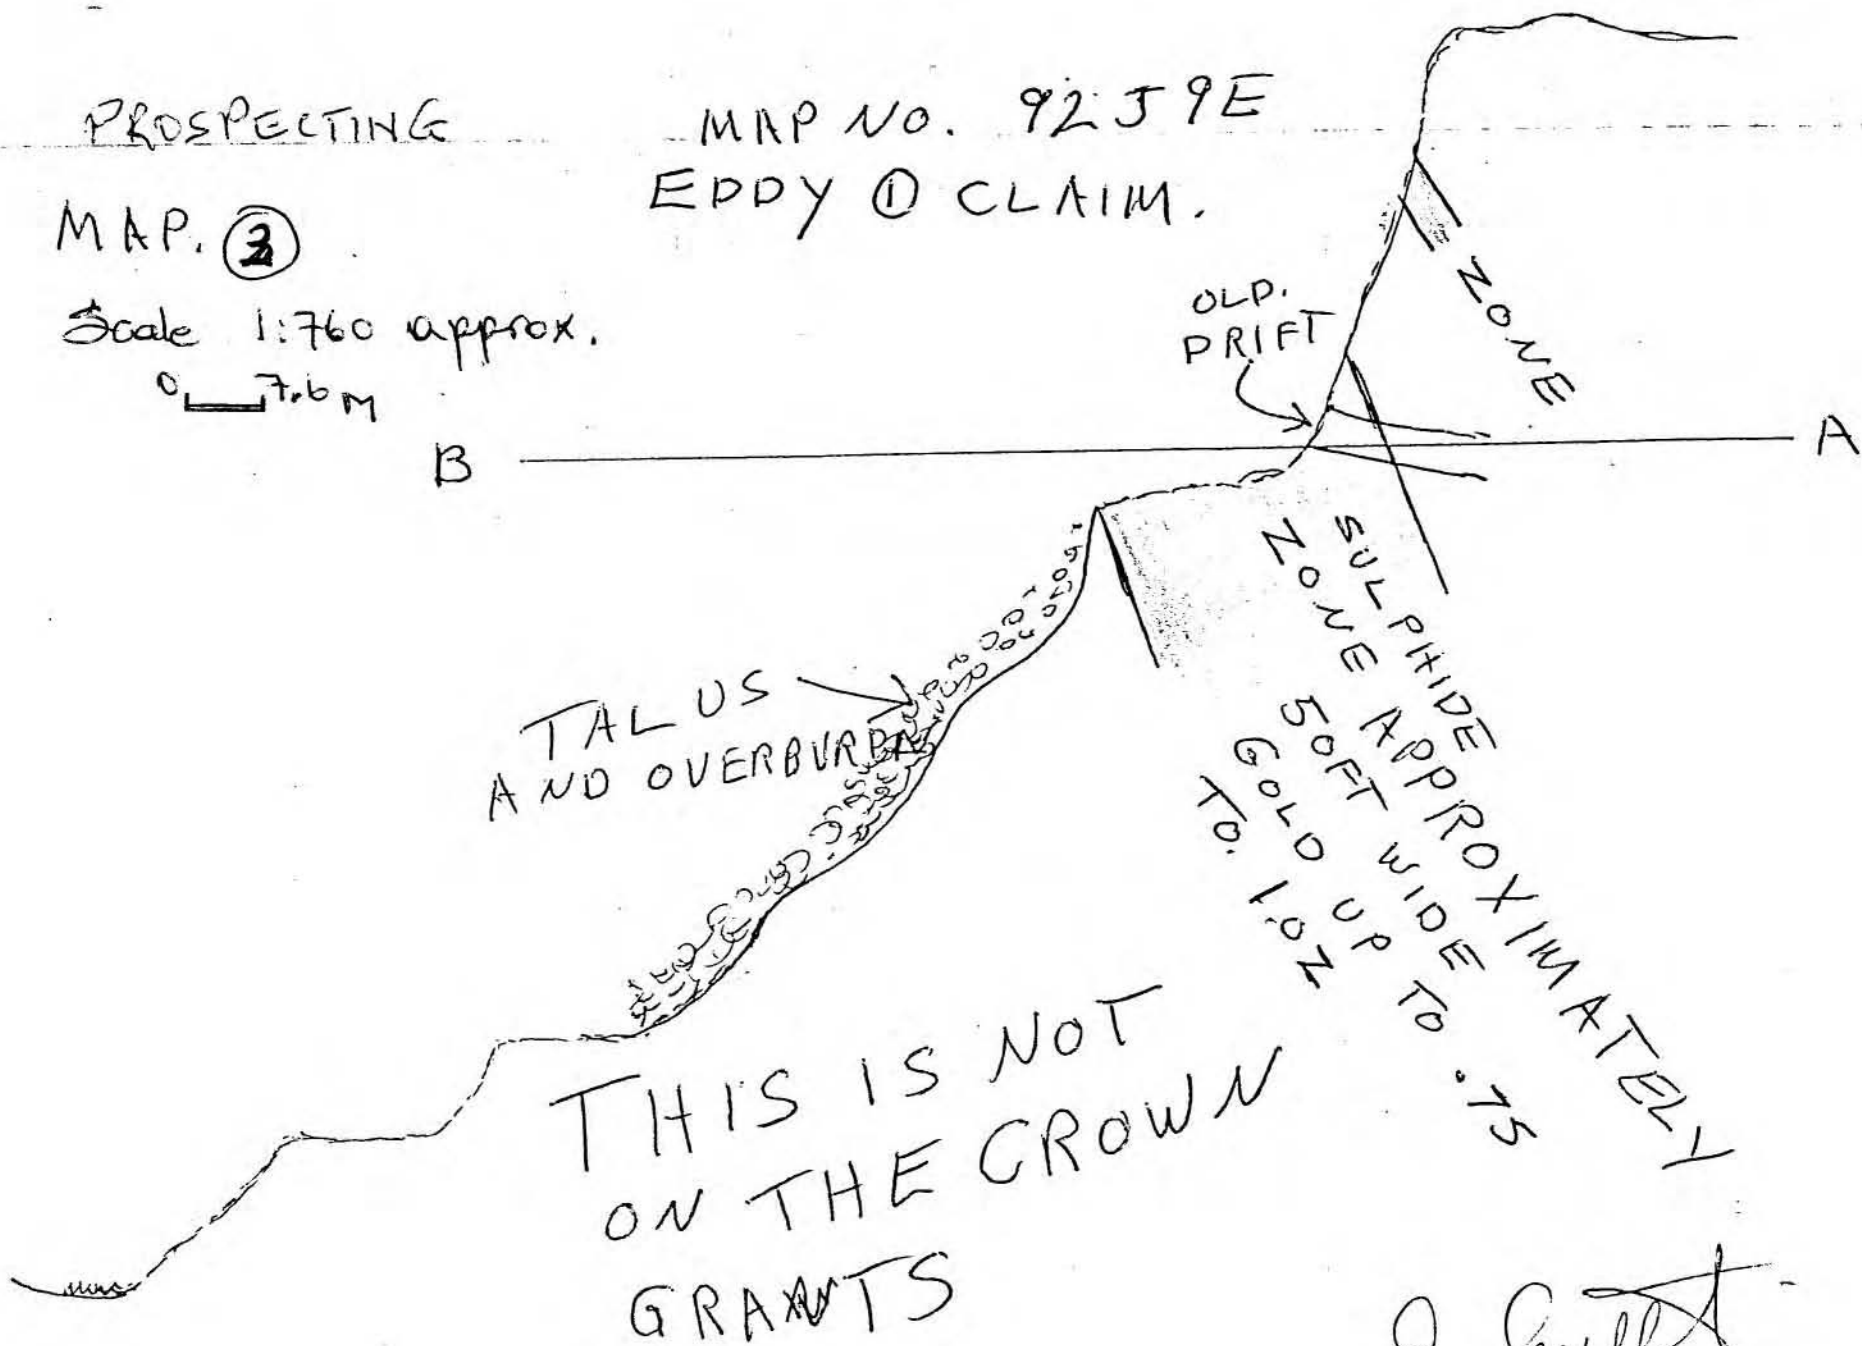 PROSPECTING
MAP NO. 92J9E
EDDY ① CLAIM.
MAP. ③
Scale 1:760 approx.
0 7.6 M
ZONE
OLD.
DRIFT
B
A
SULPHIDE
ZONE APPROXIMATELY
50FT WIDE
GOLD UP TO .75
TO. 1.OZ
TALUS
AND OVERBURDN
THIS IS NOT
ON THE CROWN
GRANTS